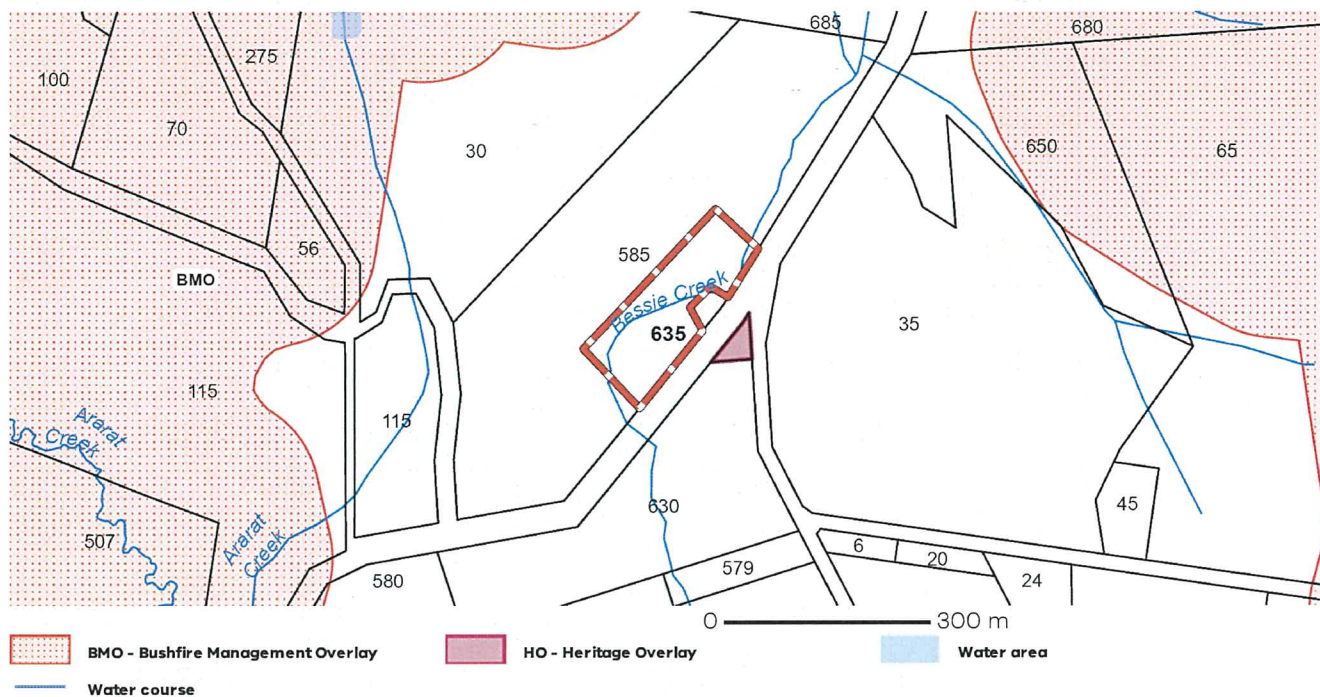 685
680
275
100
70
30
650
65
56
585
BMO
Bessie Creek
635
35
115
115
Ararat
Creek
45
630
507
Ararat
Creek
6
20
579
580
24
0 300 m
BMO - Bushfire Management Overlay
HO - Heritage Overlay
Water area
Water course